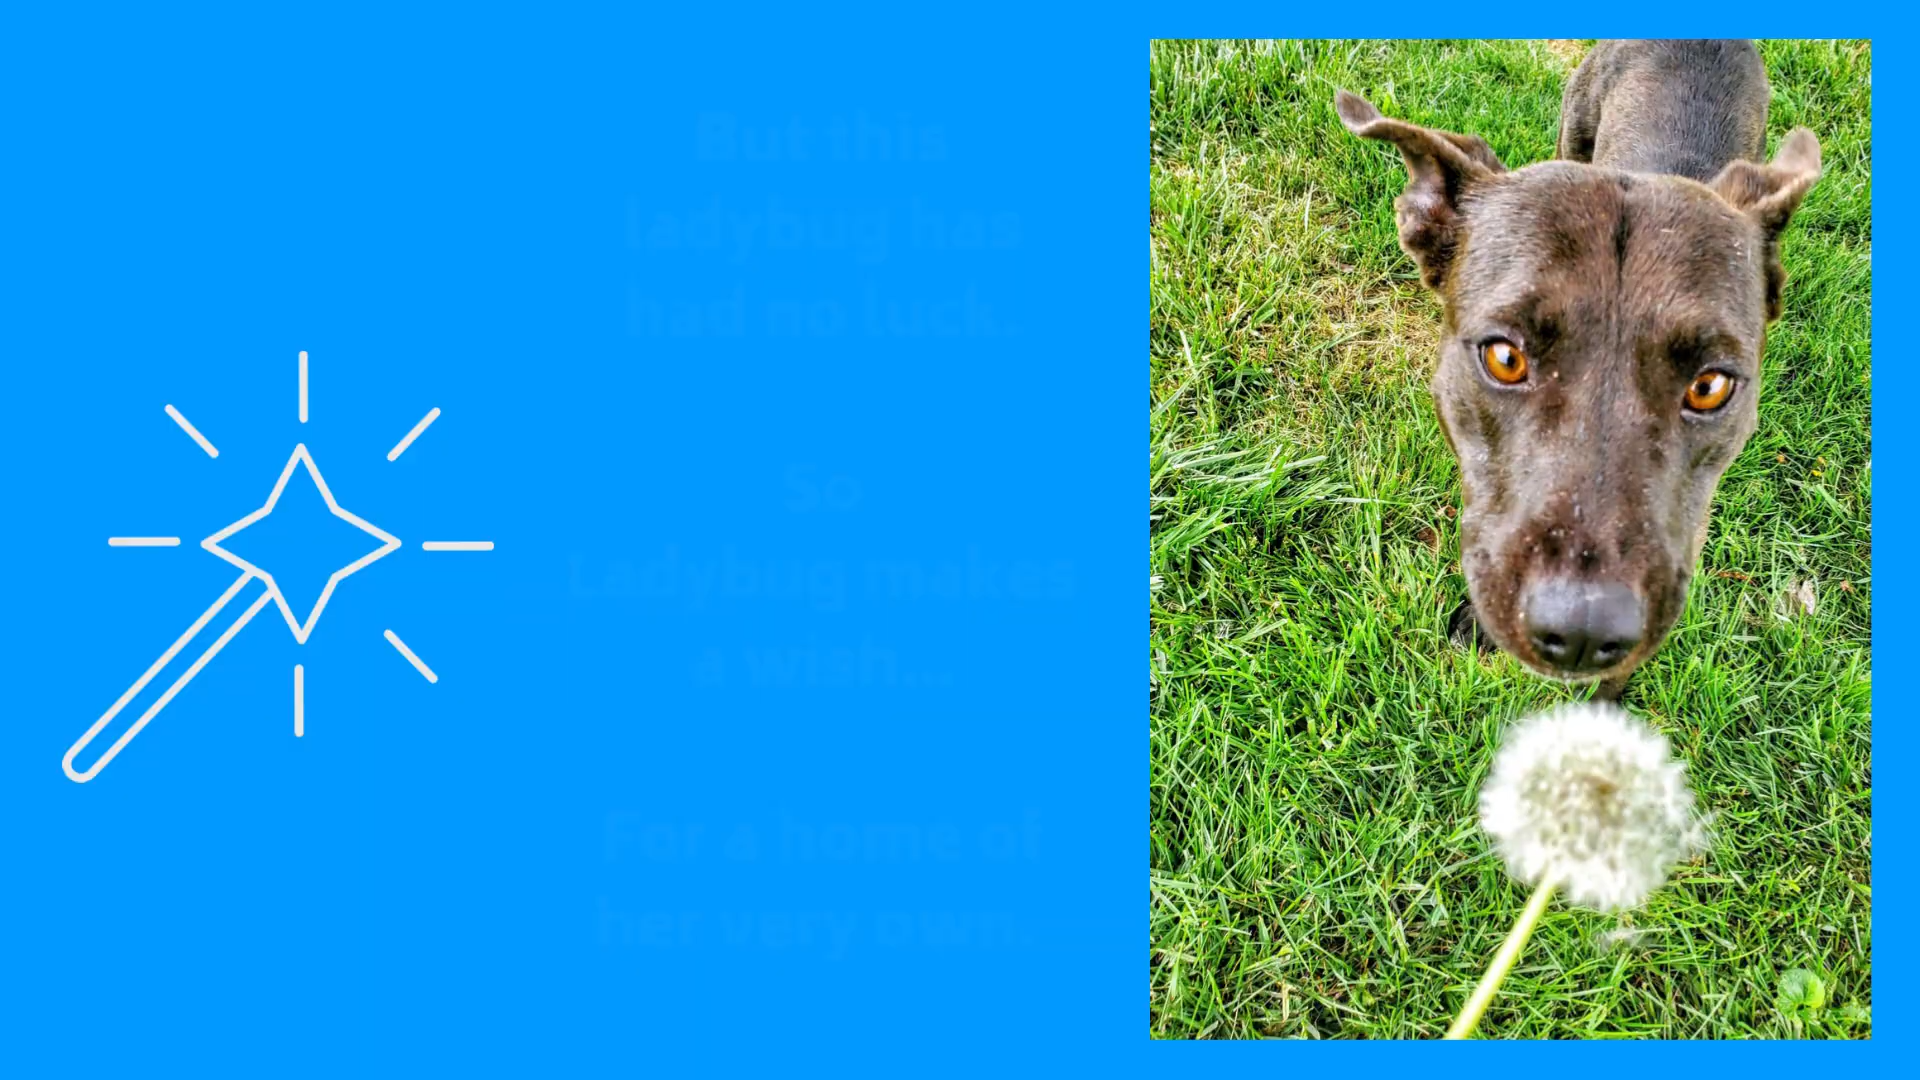 But this
ladybug has
had no luck.
So
Ladybug makes
a wish...
For a home of
her very own.